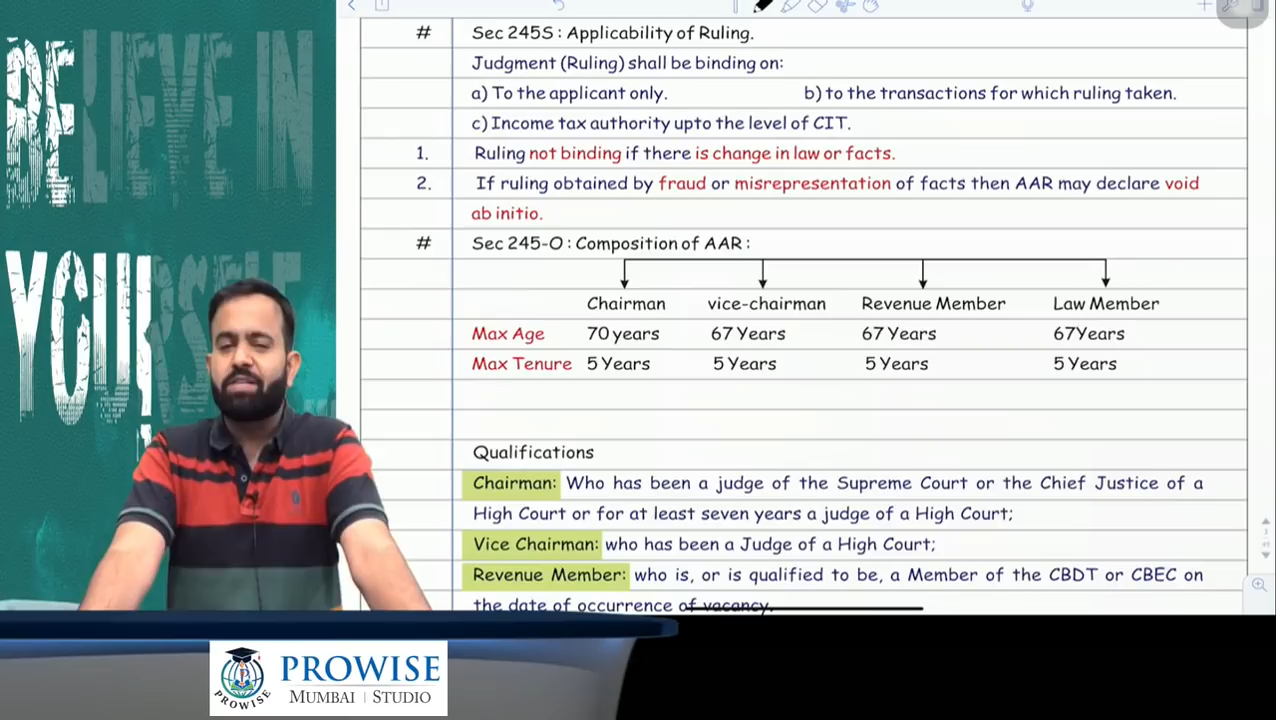 BELIEVE IN
YOURSELF
# Sec 245S : Applicability of Ruling.
Judgment (Ruling) shall be binding on:
a) To the applicant only. b) to the transactions for which ruling taken.
c) Income tax authority upto the level of CIT.
1. Ruling not binding if there is change in law or facts.
2. If ruling obtained by fraud or misrepresentation of facts then AAR may declare void
ab initio.
# Sec 245-O : Composition of AAR :
Chairman vice-chairman Revenue Member Law Member
Max Age 70 years 67 Years 67 Years 67Years
Max Tenure 5 Years 5 Years 5 Years 5 Years
Qualifications
Chairman: Who has been a judge of the Supreme Court or the Chief Justice of a
High Court or for at least seven years a judge of a High Court;
Vice Chairman: who has been a Judge of a High Court;
Revenue Member: who is, or is qualified to be, a Member of the CBDT or CBEC on
the date of occurrence of vacancy.
PROWISE
PROWISE
MUMBAI | STUDIO